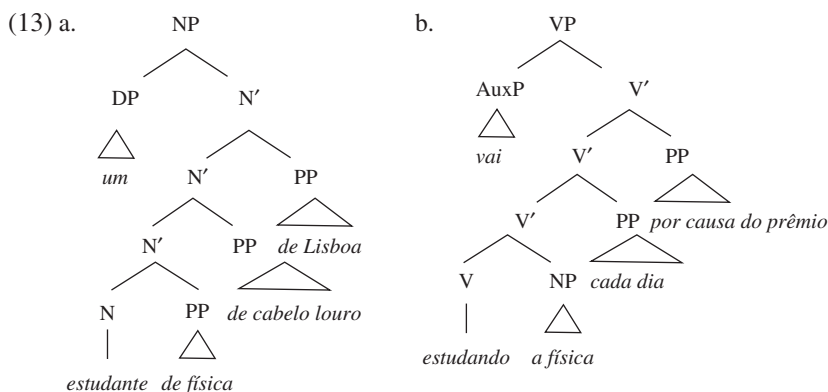 (13) a. NP b. VP
DP N′ AuxP V′
um N′ PP vai V′ PP
N′ PP de Lisboa V′ PP por causa do prêmio
N PP de cabelo louro V NP cada dia
estudante de física estudando a física